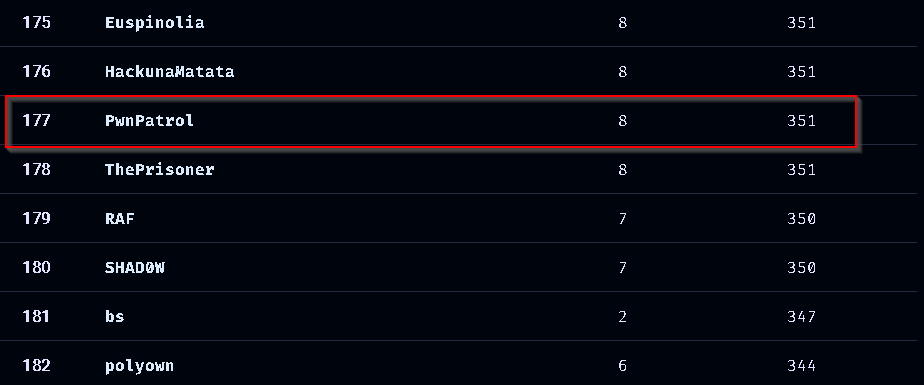 175 Euspinolia 8 351
176 HackunaMatata 8 351
177 PwnPatrol 8 351
178 ThePrisoner 8 351
179 RAF 7 350
180 SHAD0W 7 350
181 bs 2 347
182 polyown 6 344